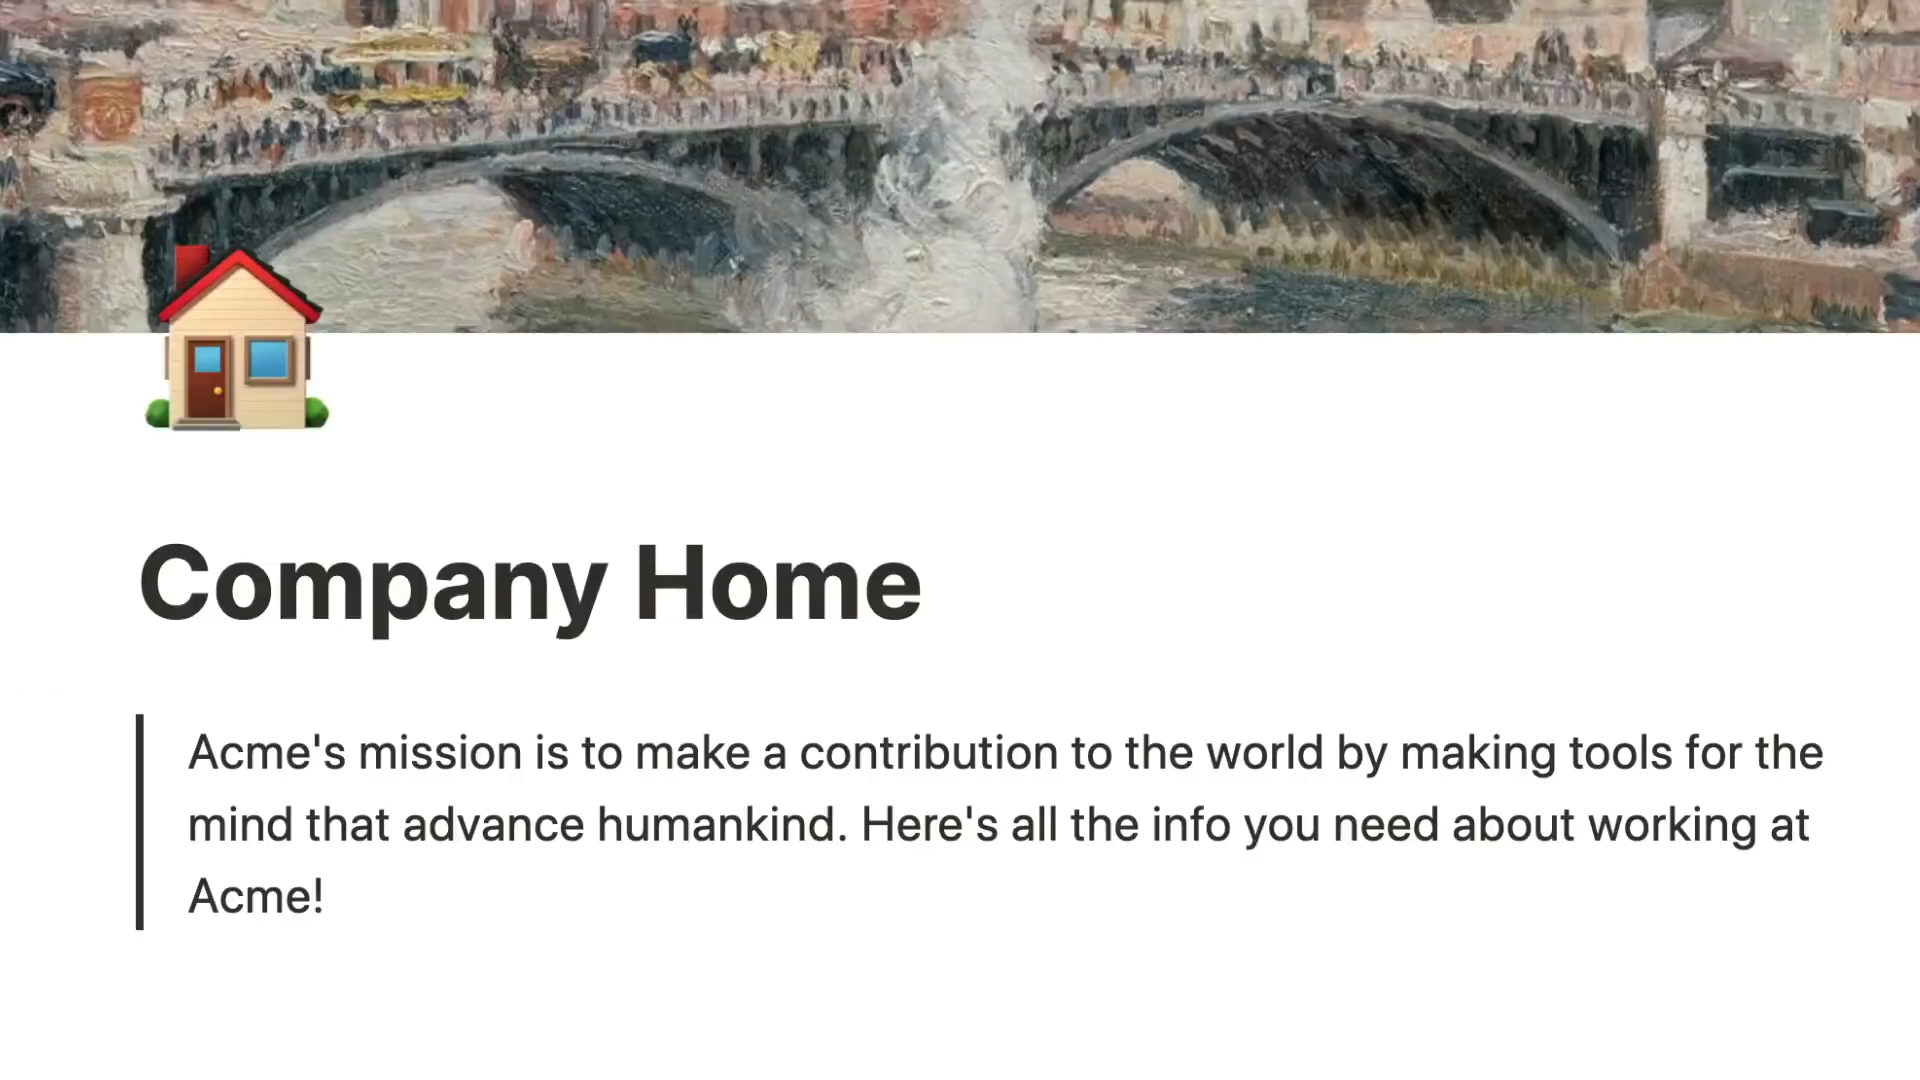 Company Home
Acme's mission is to make a contribution to the world by making tools for the
mind that advance humankind. Here's all the info you need about working at
Acme!